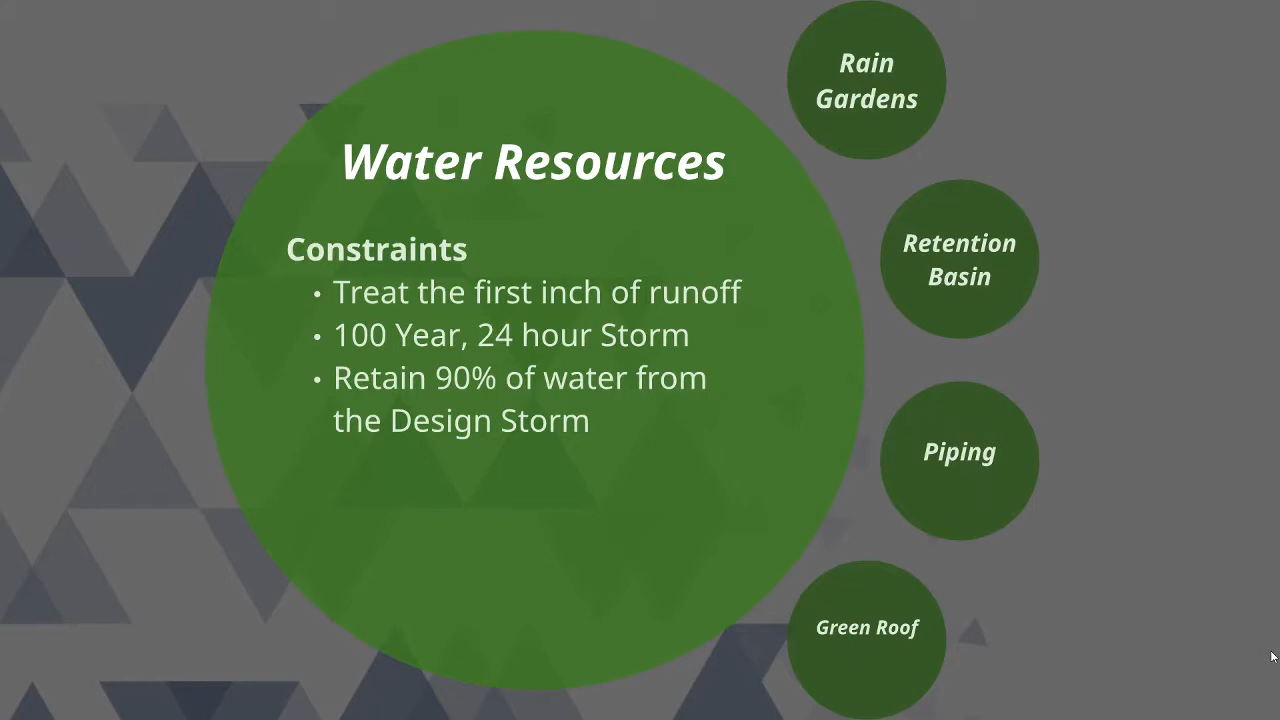 Water Resources
Constraints
• Treat the first inch of runoff
• 100 Year, 24 hour Storm
• Retain 90% of water from
the Design Storm
Rain
Gardens
Retention
Basin
Piping
Green Roof